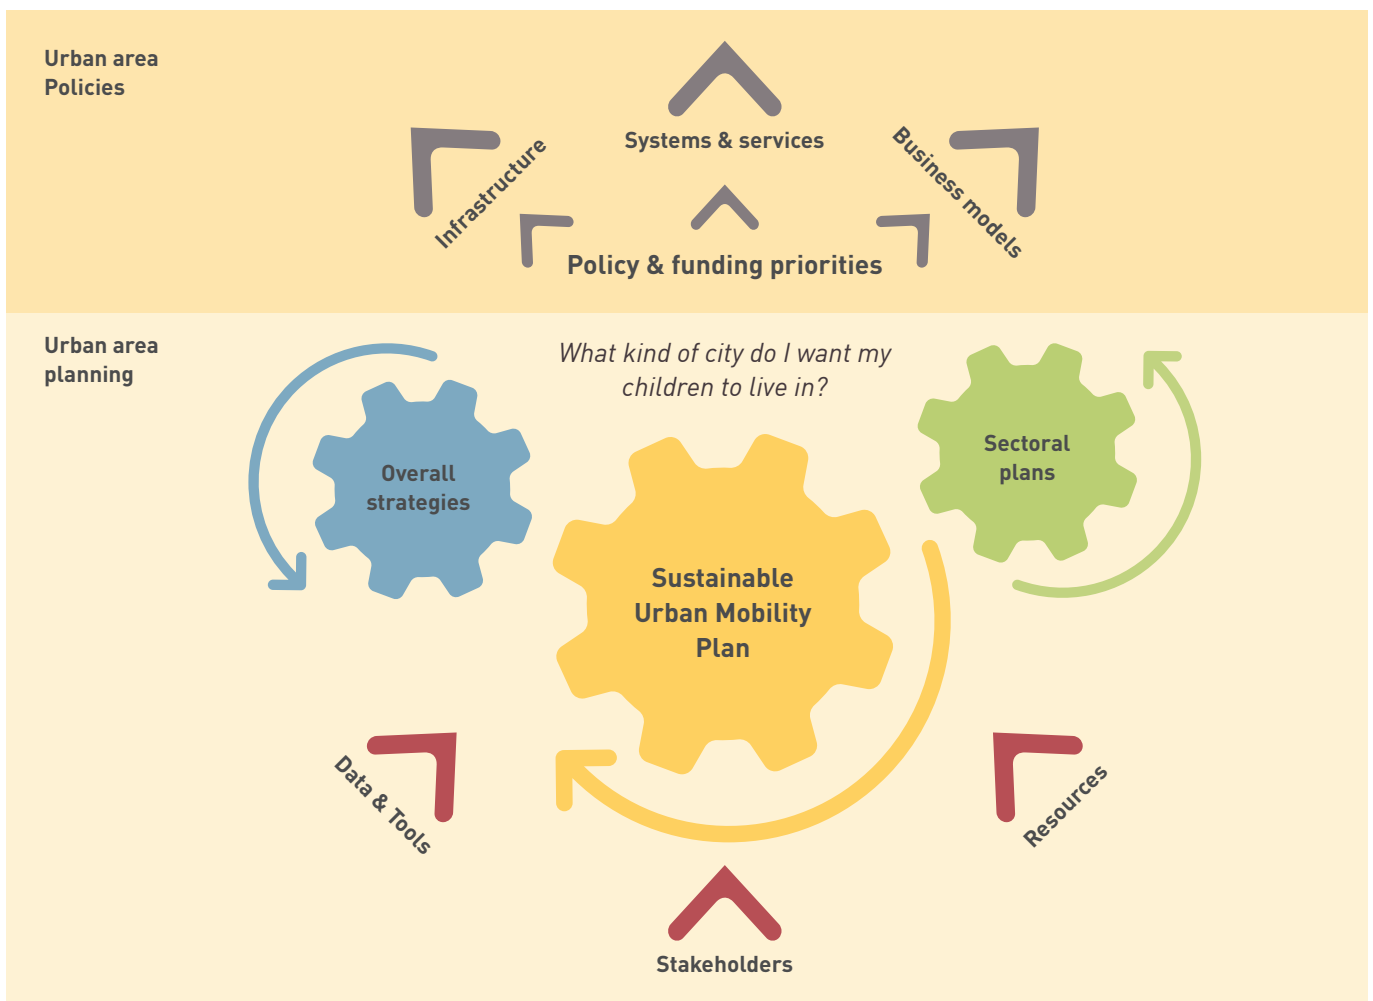 Urban area
Policies
Systems & services
Infrastructure
Business models
Policy & funding priorities
Urban area
planning
What kind of city do I want my
children to live in?
Overall
strategies
Sectoral
plans
Sustainable
Urban Mobility
Plan
Data & Tools
Resources
Stakeholders